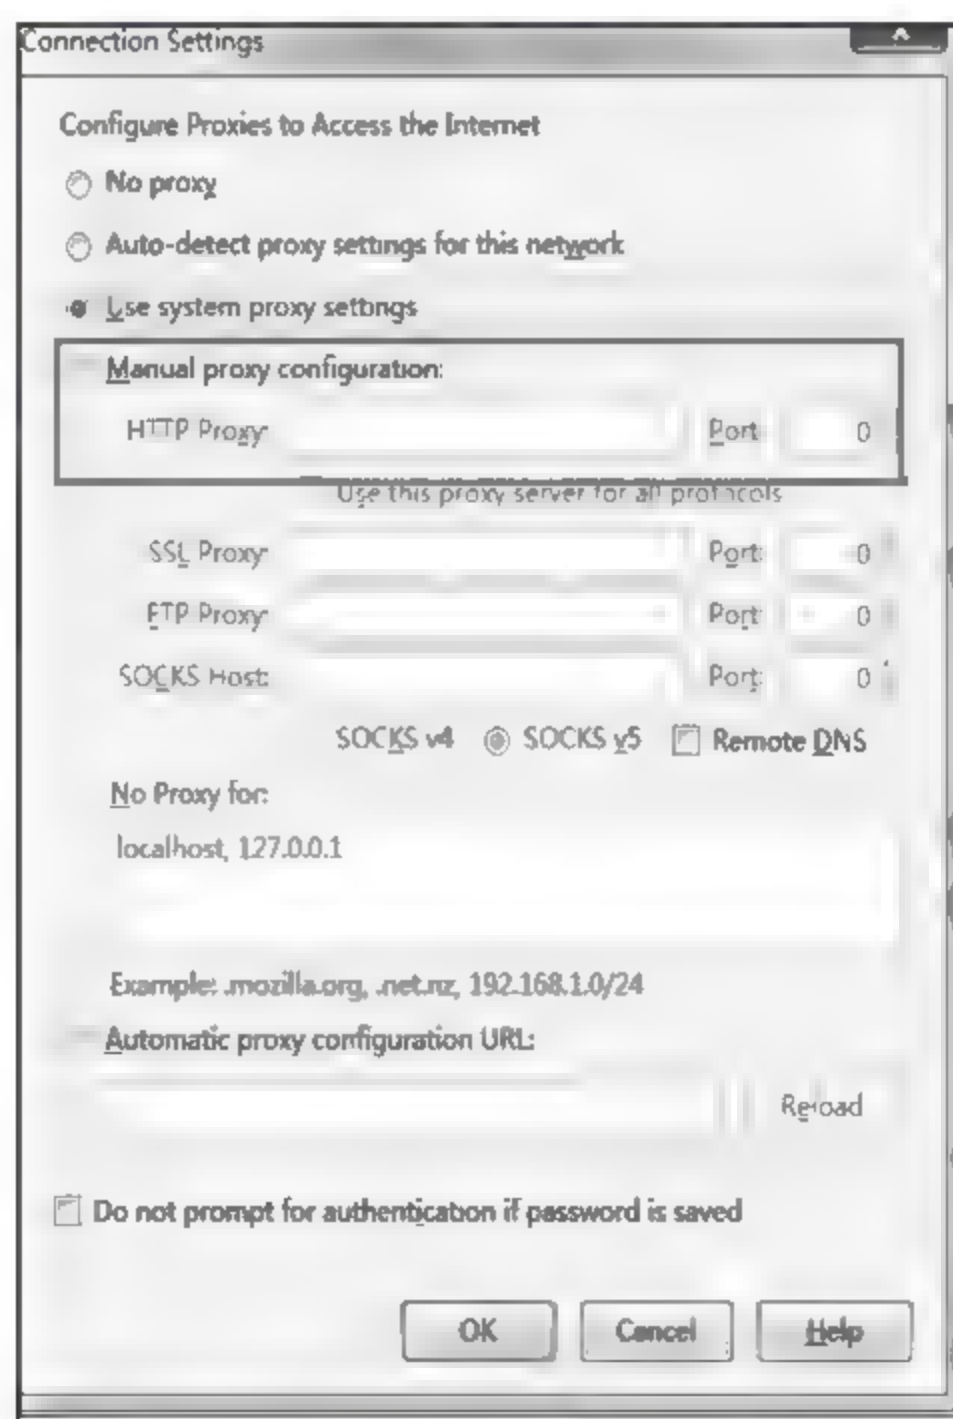 Connection Settings
Configure Proxies to Access the Internet
No proxy
Auto-detect proxy settings for this network
Use system proxy settings
Manual proxy configuration:
HTTP Proxy: Port: 0
Use this proxy server for all protocols
SSL Proxy: Port: 0
FTP Proxy: Port: 0
SOCKS Host: Port: 0
SOCKS v4 SOCKS v5 Remote DNS
No Proxy for:
localhost, 127.0.0.1
Example: .mozilla.org, .net.nz, 192.168.1.0/24
Automatic proxy configuration URL:
Reload
Do not prompt for authentication if password is saved
OK Cancel Help